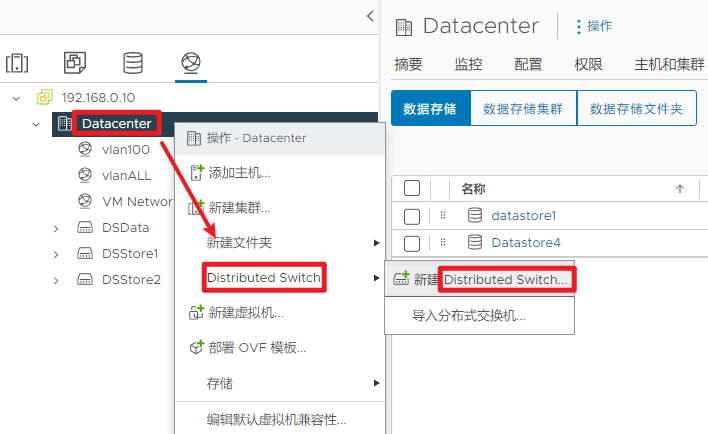 Datacenter
操作
摘要 监控 配置 权限 主机和集群
192.168.0.10
数据存储 数据存储集群 数据存储文件夹
Datacenter
操作 - Datacenter
vlan100
添加主机...
vlanALL
名称
VM Network
新建集群...
datastore1
DSData
新建文件夹
Datastore4
DSStore1
Distributed Switch
新建 Distributed Switch...
DSStore2
新建虚拟机...
导入分布式交换机...
部署 OVF 模板...
存储
编辑默认虚拟机兼容性...